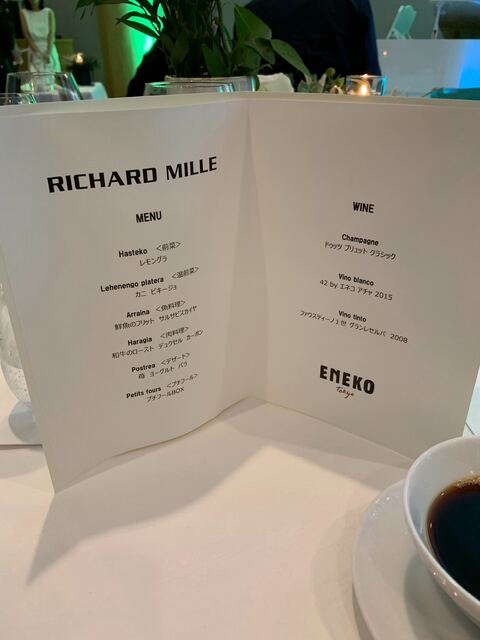 RICHARD MILLE
MENU
Hasteko <前菜>
レモングラ
Lehenengo platera <温前菜>
カニ ピキージョ
Arraina <魚料理>
鮮魚のフリット サルサビスカイヤ
Haragia <肉料理>
和牛のロースト デュクセル カーボン
Postrea <デザート>
苺 ヨーグルト バラ
Petits fours <プチフール>
プチフールBOX
WINE
Champagne
ドゥッツ ブリュット クラシック
Vino blanco
42 by エネコ アチャ 2015
Vino tinto
ファウスティーノ1世 グランレセルバ 2008
ENEKO
Tokyo